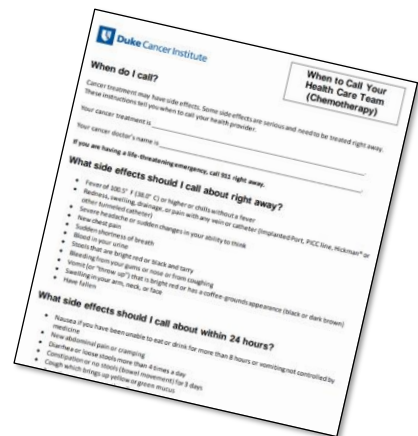 Duke Cancer Institute
When to Call Your
Health Care Team
(Chemotherapy)
When do I call?
Cancer treatment may have side effects. Some side effects are serious and need to be treated right away.
These instructions tell you when to call your health provider.
Your cancer treatment is
Your cancer doctor's name is
If you are having a life-threatening emergency, call 911 right away.
What side effects should I call about right away?
• Fever of 100.5° F (38.0° C) or higher or chills without a fever
• Redness, swelling, drainage, or pain with any vein or catheter (Implanted Port, PICC line, Hickman® or
other tunneled catheter)
• Severe headache or sudden changes in your ability to think
• New chest pain
• Sudden shortness of breath
• Blood in your urine
• Stools that are bright red or black and tarry
• Bleeding from your gums or nose or from coughing
• Vomit (or "throw up") that is bright red or has a coffee-grounds appearance (black or dark brown)
• Swelling in your arm, neck, or face
• Have fallen
What side effects should I call about within 24 hours?
• Nausea if you have been unable to eat or drink for more than 8 hours or vomiting not controlled by
medicine
• New abdominal pain or cramping
• Diarrhea or loose stools more than 4 times a day
• Constipation or no stools (bowel movement) for 3 days
• Cough which brings up yellow or green mucus